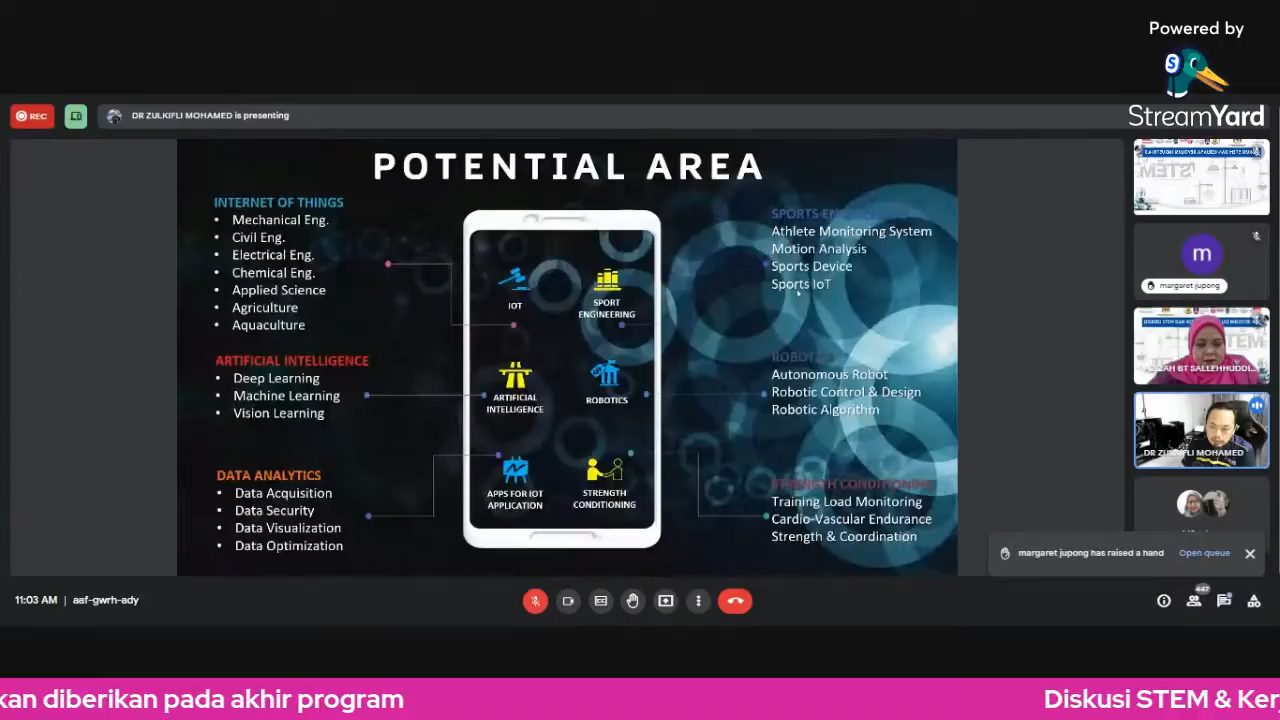 Powered by
StreamYard
REC
DR ZULKIFLI MOHAMED is presenting
POTENTIAL AREA
INTERNET OF THINGS
• Mechanical Eng.
• Civil Eng.
• Electrical Eng.
• Chemical Eng.
• Applied Science
• Agriculture
• Aquaculture
ARTIFICIAL INTELLIGENCE
• Deep Learning
• Machine Learning
• Vision Learning
DATA ANALYTICS
• Data Acquisition
• Data Security
• Data Visualization
• Data Optimization
IOT
SPORT
ENGINEERING
ARTIFICIAL
INTELLIGENCE
ROBOTICS
APPS FOR IOT
APPLICATION
STRENGTH
CONDITIONING
SPORTS
Athlete Monitoring System
Motion Analysis
Sports Device
Sports IoT
Autonomous Robot
Robotic Control & Design
Robotic Algorithm
STRENGTH CONDITIONING
Training Load Monitoring
Cardio-Vascular Endurance
Strength & Coordination
m
margaret jupong
DR ZULKIFLI MOHAMED
margaret jupong has raised a hand
Open queue
11:03 AM | aaf-gwrh-ady
447
kan diberikan pada akhir program
Diskusi STEM & Ker